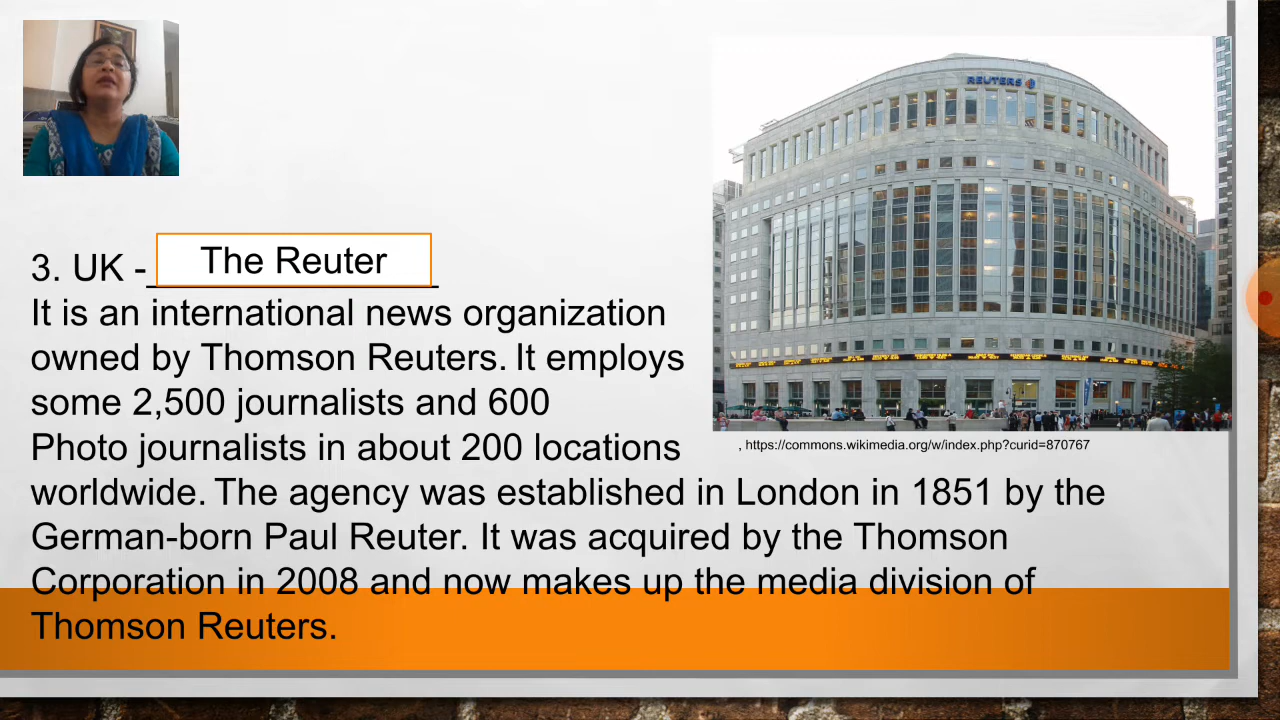 REUTERS
3. UK -
The Reuter
It is an international news organization
owned by Thomson Reuters. It employs
some 2,500 journalists and 600
Photo journalists in about 200 locations
, https://commons.wikimedia.org/w/index.php?curid=870767
worldwide. The agency was established in London in 1851 by the
German-born Paul Reuter. It was acquired by the Thomson
Corporation in 2008 and now makes up the media division of
Thomson Reuters.